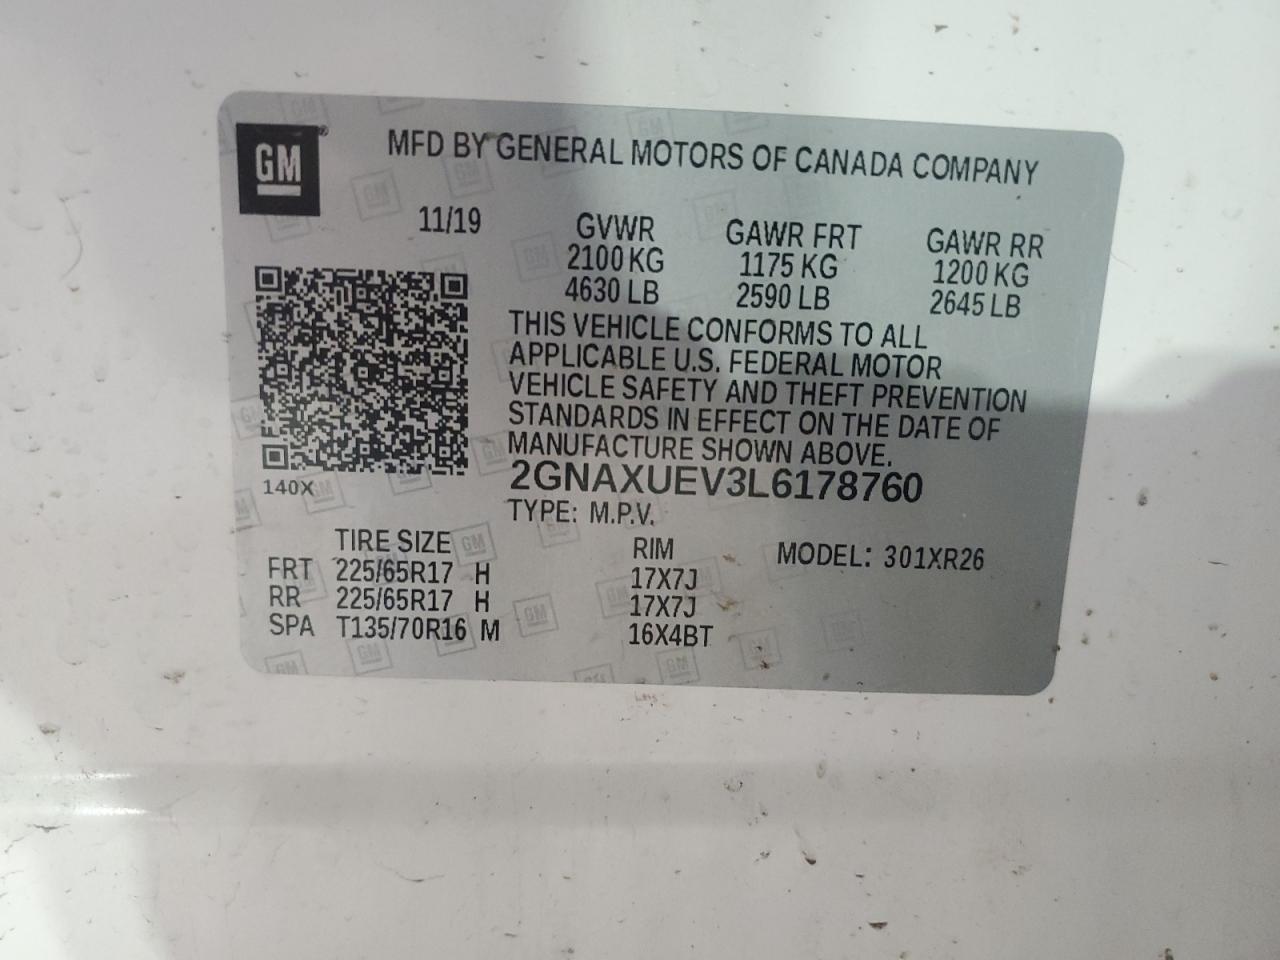 GM
MFD BY GENERAL MOTORS OF CANADA COMPANY
11/19 GVWR GAWR FRT GAWR RR
2100 KG 1175 KG 1200 KG
4630 LB 2590 LB 2645 LB
THIS VEHICLE CONFORMS TO ALL
APPLICABLE U.S. FEDERAL MOTOR
VEHICLE SAFETY AND THEFT PREVENTION
STANDARDS IN EFFECT ON THE DATE OF
MANUFACTURE SHOWN ABOVE.
2GNAXUEV3L6178760
140X
TYPE: M.P.V.
TIRE SIZE RIM MODEL: 301XR26
FRT 225/65R17 H 17X7J
RR 225/65R17 H 17X7J
SPA T135/70R16 M 16X4BT